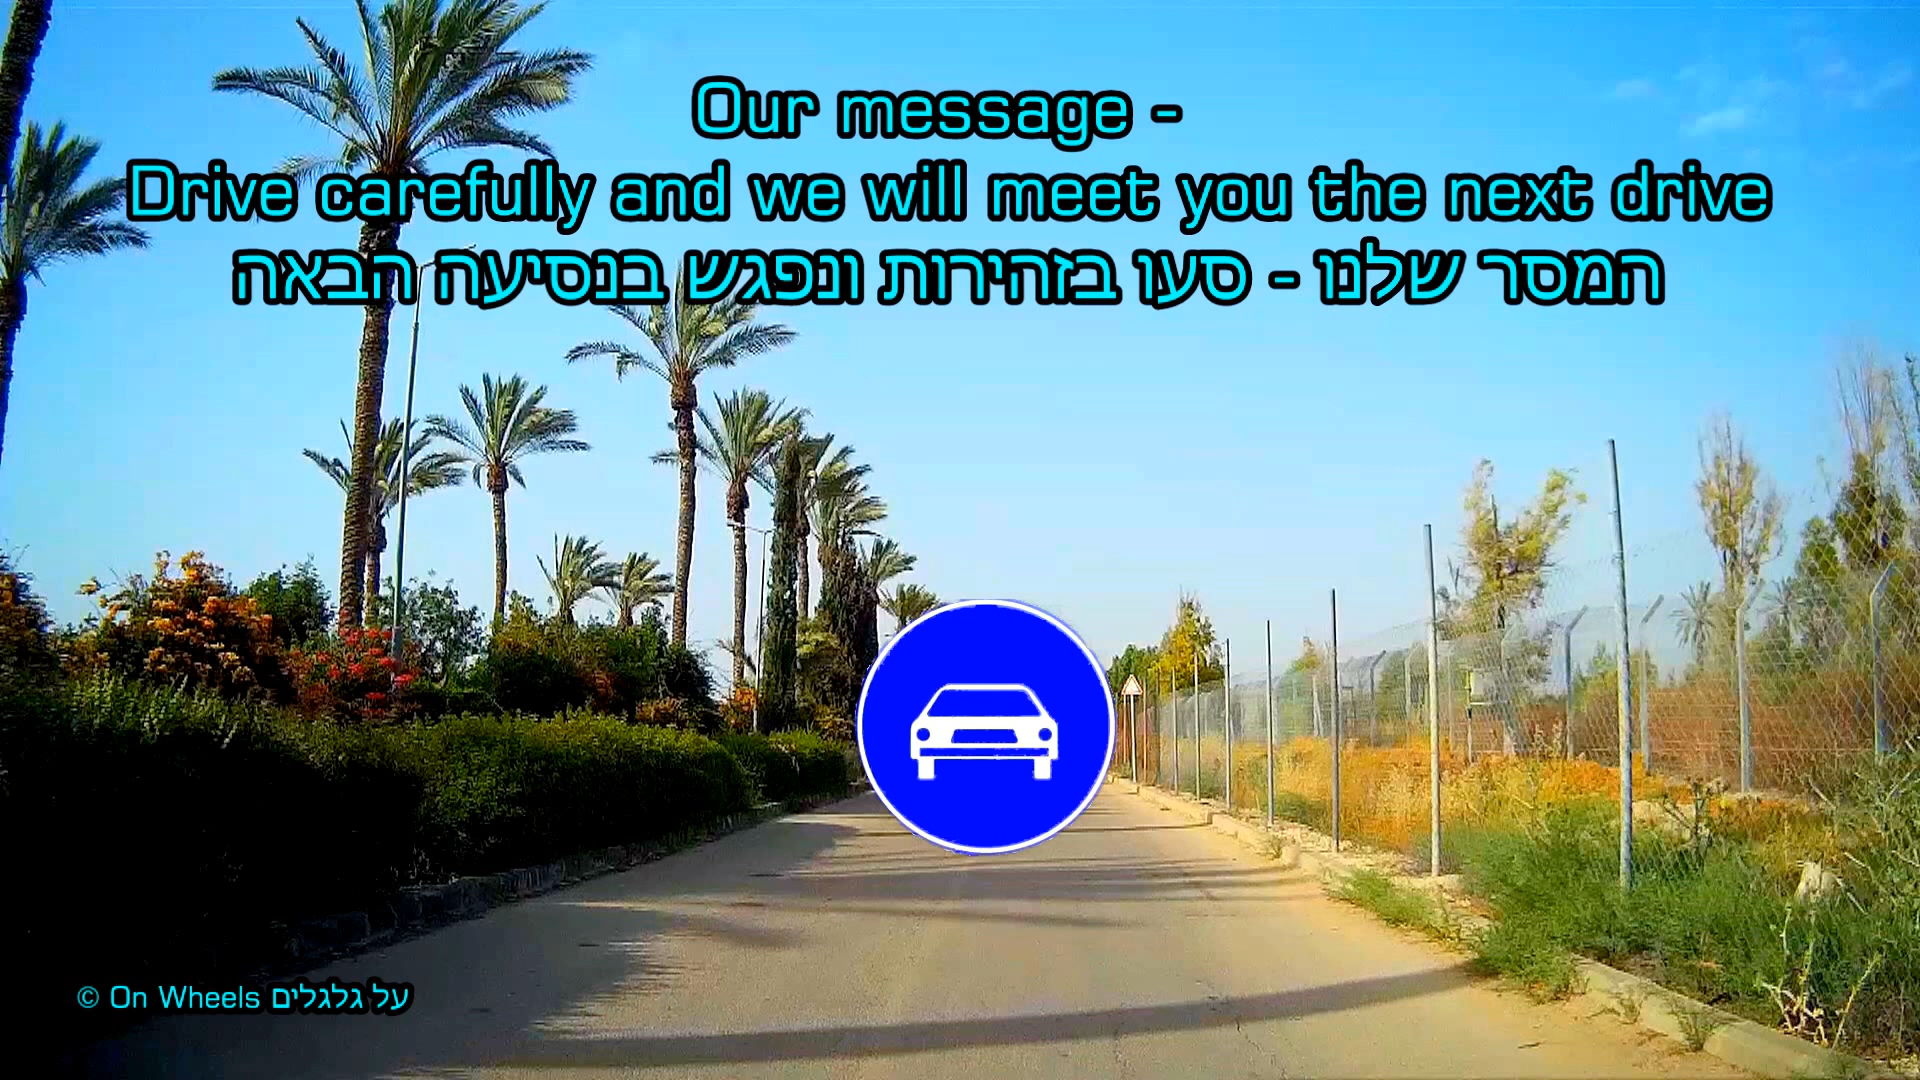 Our message -
Drive carefully and we will meet you the next drive
המסר שלנו - סעו בזהירות ונפגש בנסיעה הבאה
© On Wheels על גלגלים